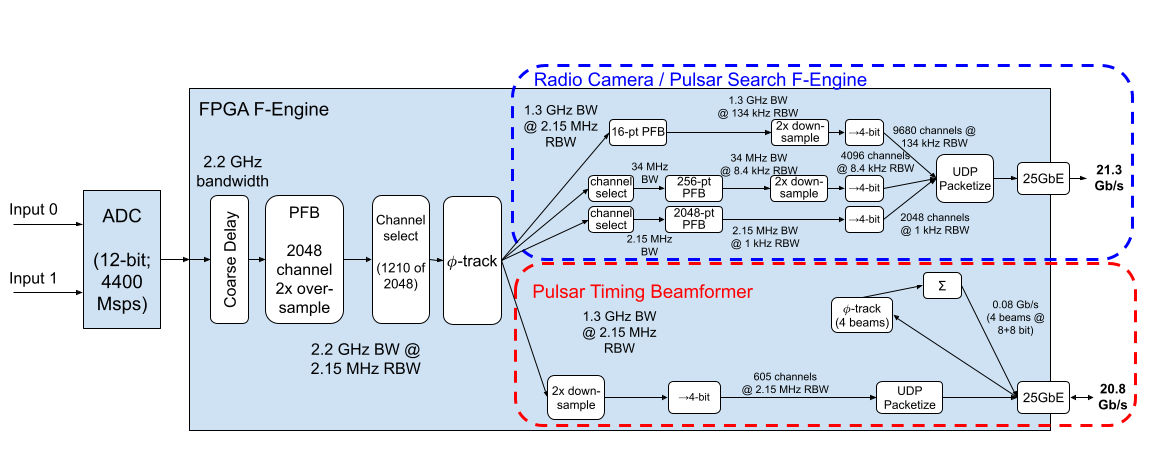 Radio Camera / Pulsar Search F-Engine
FPGA F-Engine
1.3 GHz BW
@ 2.15 MHz
RBW
16-pt PFB
1.3 GHz BW
@ 134 kHz RBW
2x down-
sample
→4-bit
9680 channels @
134 kHz RBW
2.2 GHz
bandwidth
channel
select
34 MHz
BW
256-pt
PFB
34 MHz BW
@ 8.4 kHz RBW
2x down-
sample
→4-bit
4096 channels
@ 8.4 kHz RBW
channel
select
2.15 MHz
BW
2048-pt
PFB
2.15 MHz BW
@ 1 kHz RBW
→4-bit
2048 channels
@ 1 kHz RBW
UDP
Packetize
25GbE
21.3
Gb/s
Input 0
Input 1
ADC
(12-bit;
4400
Msps)
Coarse Delay
PFB
2048
channel
2x over-
sample
Channel
select
(1210 of
2048)
ϕ-track
2.2 GHz BW @
2.15 MHz RBW
Pulsar Timing Beamformer
1.3 GHz BW
@ 2.15 MHz
RBW
Σ
ϕ-track
(4 beams)
0.08 Gb/s
(4 beams @
8+8 bit)
2x down-
sample
→4-bit
605 channels
@ 2.15 MHz RBW
UDP
Packetize
25GbE
20.8
Gb/s